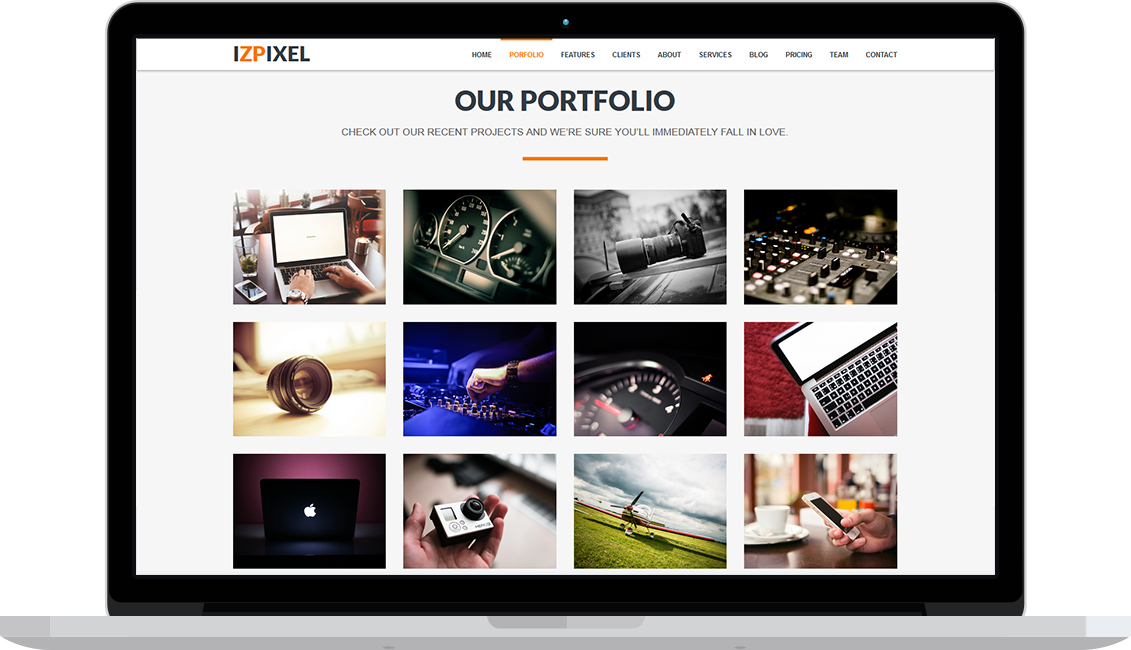 IZPIXEL
HOME PORFOLIO FEATURES CLIENTS ABOUT SERVICES BLOG PRICING TEAM CONTACT
OUR PORTFOLIO
CHECK OUT OUR RECENT PROJECTS AND WE'RE SURE YOU'LL IMMEDIATELY FALL IN LOVE.